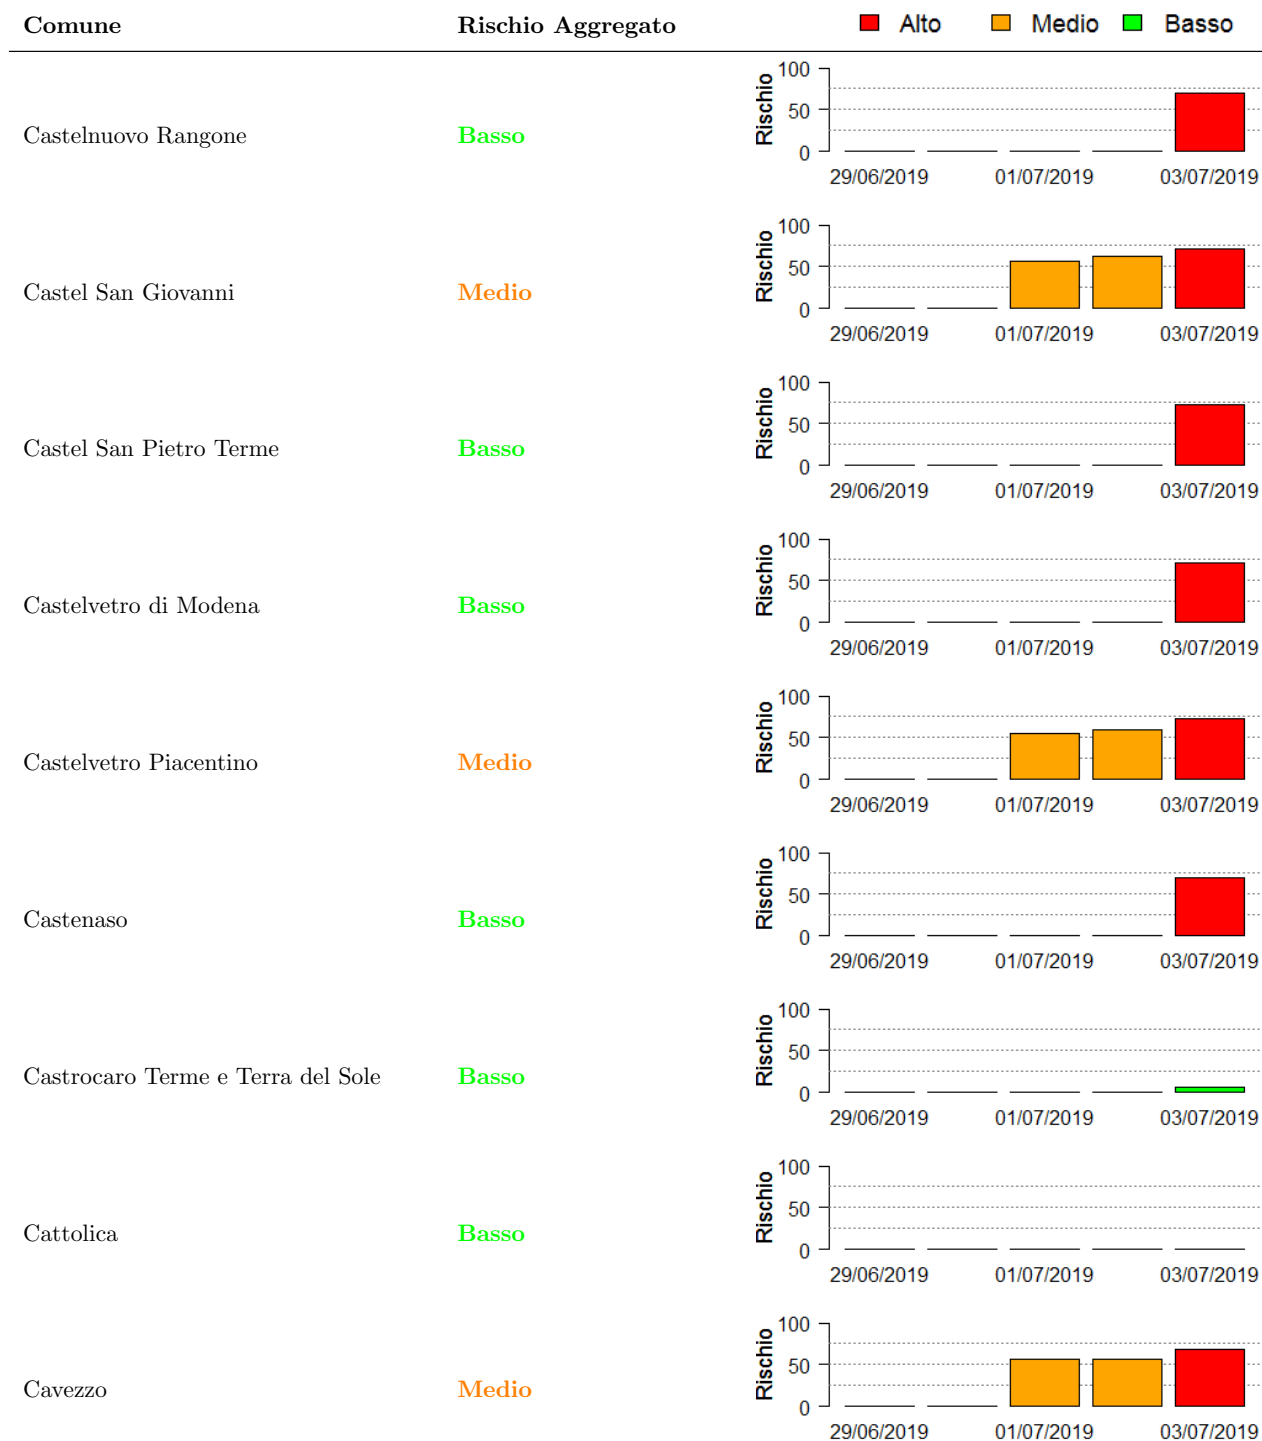 Comune Rischio Aggregato Alto Medio Basso
100
50
0
Rischio
Castelnuovo Rangone Basso
29/06/2019 01/07/2019 03/07/2019
100
50
0
Rischio
Castel San Giovanni Medio
29/06/2019 01/07/2019 03/07/2019
100
50
0
Rischio
Castel San Pietro Terme Basso
29/06/2019 01/07/2019 03/07/2019
100
50
0
Rischio
Castelvetro di Modena Basso
29/06/2019 01/07/2019 03/07/2019
100
50
0
Rischio
Castelvetro Piacentino Medio
29/06/2019 01/07/2019 03/07/2019
100
50
0
Rischio
Castenaso Basso
29/06/2019 01/07/2019 03/07/2019
100
50
0
Rischio
Castrocaro Terme e Terra del Sole Basso
29/06/2019 01/07/2019 03/07/2019
100
50
0
Rischio
Cattolica Basso
29/06/2019 01/07/2019 03/07/2019
100
50
0
Rischio
Cavezzo Medio
29/06/2019 01/07/2019 03/07/2019